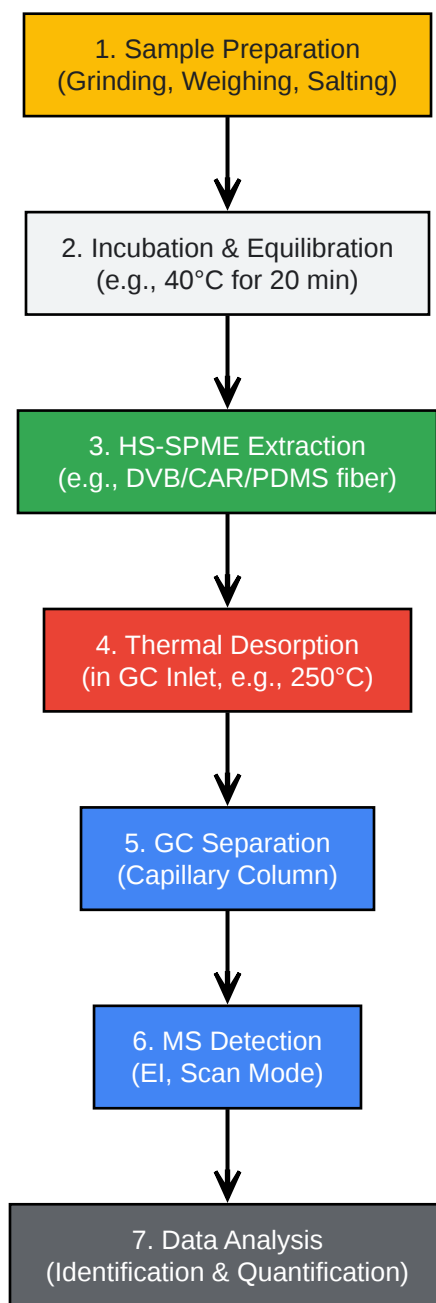 1. Sample Preparation
(Grinding, Weighing, Salting)
2. Incubation & Equilibration
(e.g., 40°C for 20 min)
3. HS-SPME Extraction
(e.g., DVB/CAR/PDMS fiber)
4. Thermal Desorption
(in GC Inlet, e.g., 250°C)
5. GC Separation
(Capillary Column)
6. MS Detection
(EI, Scan Mode)
7. Data Analysis
(Identification & Quantification)